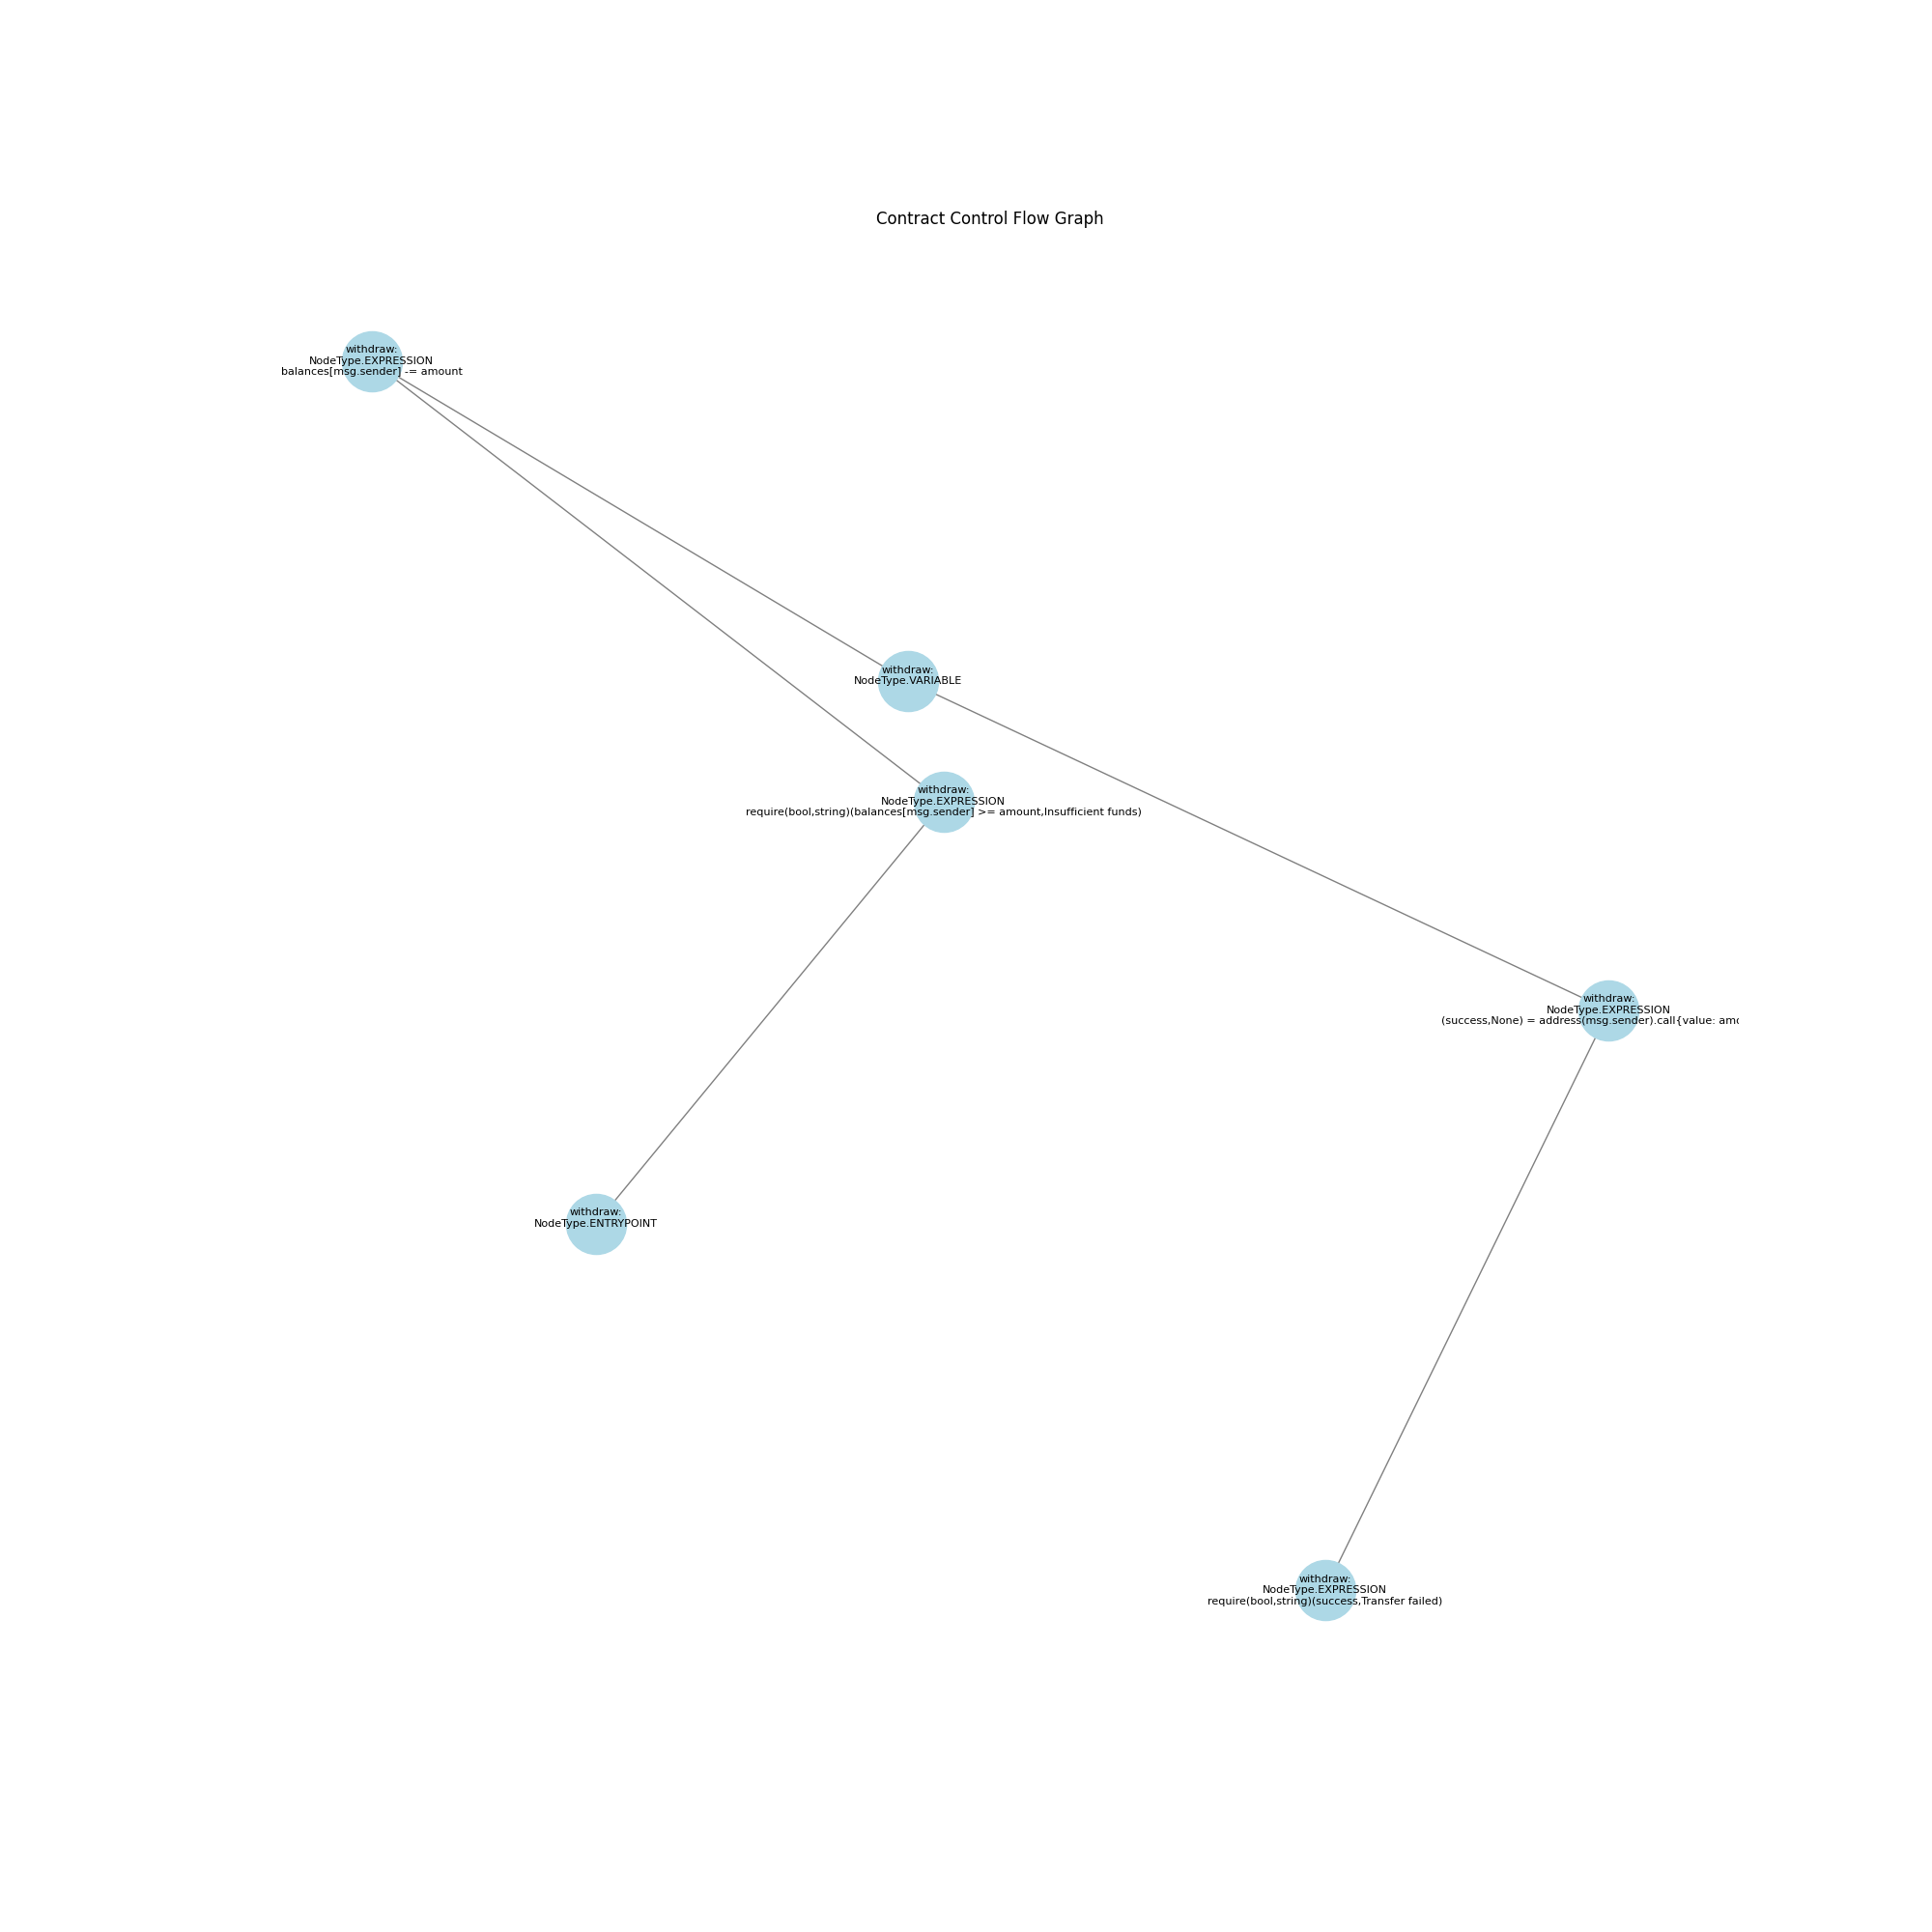 Contract Control Flow Graph
withdraw:
NodeType.EXPRESSION
balances[msg.sender] -= amount
withdraw:
NodeType.VARIABLE
withdraw:
NodeType.EXPRESSION
require(bool,string)(balances[msg.sender] >= amount,Insufficient funds)
withdraw:
NodeType.EXPRESSION
(success,None) = address(msg.sender).call{value:
withdraw:
NodeType.ENTRYPOINT
withdraw:
NodeType.EXPRESSION
require(bool,string)(success,Transfer failed)